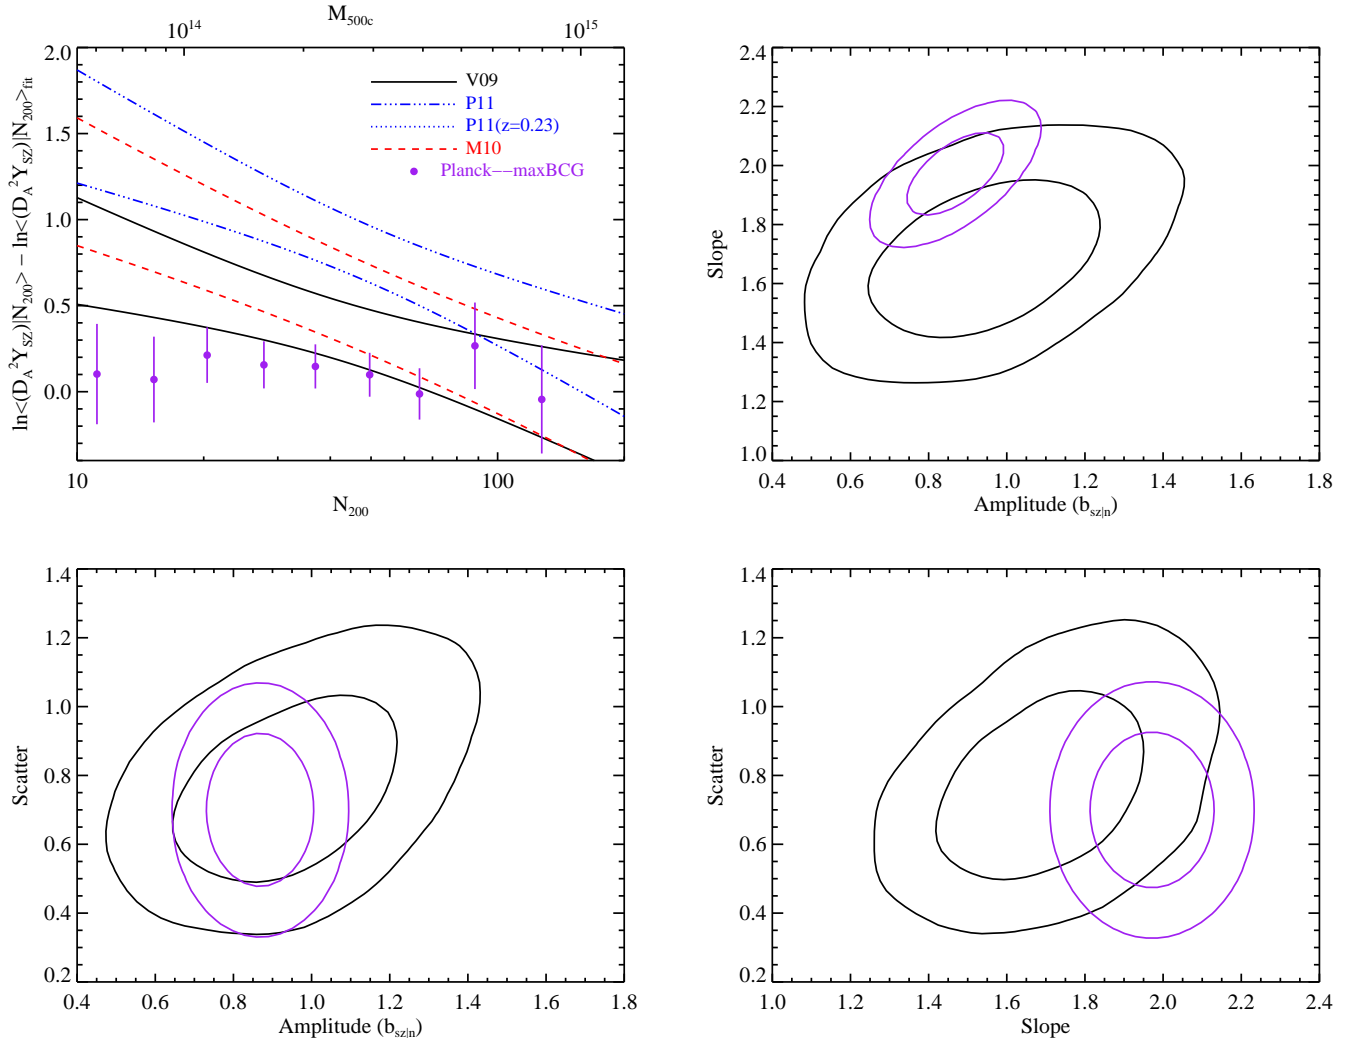 M500c
10^14 10^15
2.0
1.5
1.0
0.5
0.0
ln<(D_A^2 Y_SZ)|N_200> − ln<(D_A^2 Y_SZ)|N_200>_fit
V09
P11
P11(z=0.23)
M10
Planck−−maxBCG
10 100
N200
2.4
2.2
2.0
1.8
1.6
1.4
1.2
1.0
Slope
0.4 0.6 0.8 1.0 1.2 1.4 1.6 1.8
Amplitude (b_sz|n)
1.4
1.2
1.0
0.8
0.6
0.4
0.2
Scatter
0.4 0.6 0.8 1.0 1.2 1.4 1.6 1.8
Amplitude (b_sz|n)
1.4
1.2
1.0
0.8
0.6
0.4
0.2
Scatter
1.0 1.2 1.4 1.6 1.8 2.0 2.2 2.4
Slope